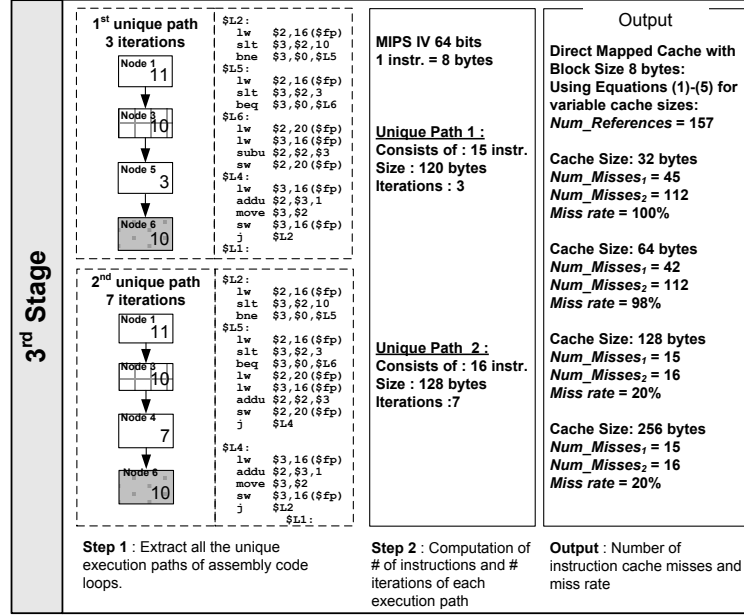 3rd Stage
1st unique path
3 iterations
Node 1
11
Node 3
10
Node 5
3
Node 6
10
$L2:
lw $2,16($fp)
slt $3,$2,10
bne $3,$0,$L5
$L5:
lw $2,16($fp)
slt $3,$2,3
beq $3,$0,$L6
$L6:
lw $2,20($fp)
lw $3,16($fp)
subu $2,$2,$3
sw $2,20($fp)
$L4:
lw $3,16($fp)
addu $2,$3,1
move $3,$2
sw $3,16($fp)
j $L2
$L1:
2nd unique path
7 iterations
Node 1
11
Node 3
10
Node 4
7
Node 6
10
$L2:
lw $2,16($fp)
slt $3,$2,10
bne $3,$0,$L5
$L5:
lw $2,16($fp)
slt $3,$2,3
beq $3,$0,$L6
lw $2,20($fp)
lw $3,16($fp)
addu $2,$2,$3
sw $2,20($fp)
j $L4
$L4:
lw $3,16($fp)
addu $2,$3,1
move $3,$2
sw $3,16($fp)
j $L2
$L1:
Step 1 : Extract all the unique
execution paths of assembly code
loops.
MIPS IV 64 bits
1 instr. = 8 bytes
Unique Path 1 :
Consists of : 15 instr.
Size : 120 bytes
Iterations : 3
Unique Path 2 :
Consists of : 16 instr.
Size : 128 bytes
Iterations :7
Step 2 : Computation of
# of instructions and #
iterations of each
execution path
Output
Direct Mapped Cache with
Block Size 8 bytes:
Using Equations (1)-(5) for
variable cache sizes:
Num_References = 157
Cache Size: 32 bytes
Num_Misses1 = 45
Num_Misses2 = 112
Miss rate = 100%
Cache Size: 64 bytes
Num_Misses1 = 42
Num_Misses2 = 112
Miss rate = 98%
Cache Size: 128 bytes
Num_Misses1 = 15
Num_Misses2 = 16
Miss rate = 20%
Cache Size: 256 bytes
Num_Misses1 = 15
Num_Misses2 = 16
Miss rate = 20%
Output : Number of
instruction cache misses and
miss rate